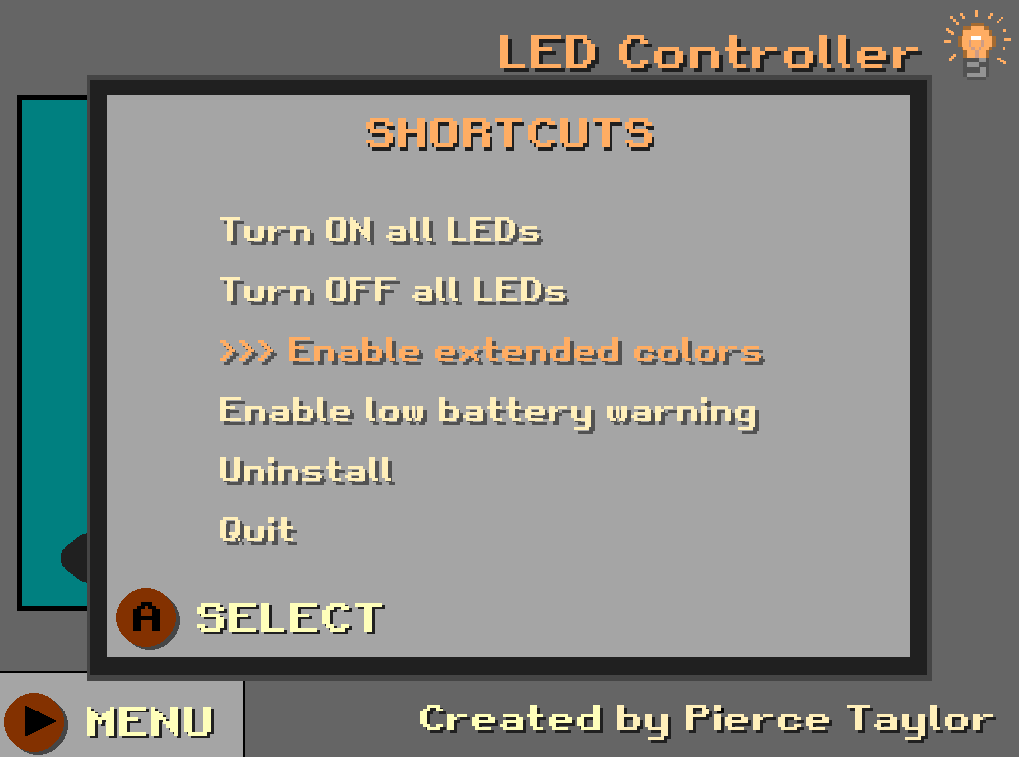 LED Controller
SHORTCUTS
Turn ON all LEDs
Turn OFF all LEDs
>>> Enable extended colors
Enable low battery warning
Uninstall
Quit
A SELECT
MENU
Created by Pierce Taylor